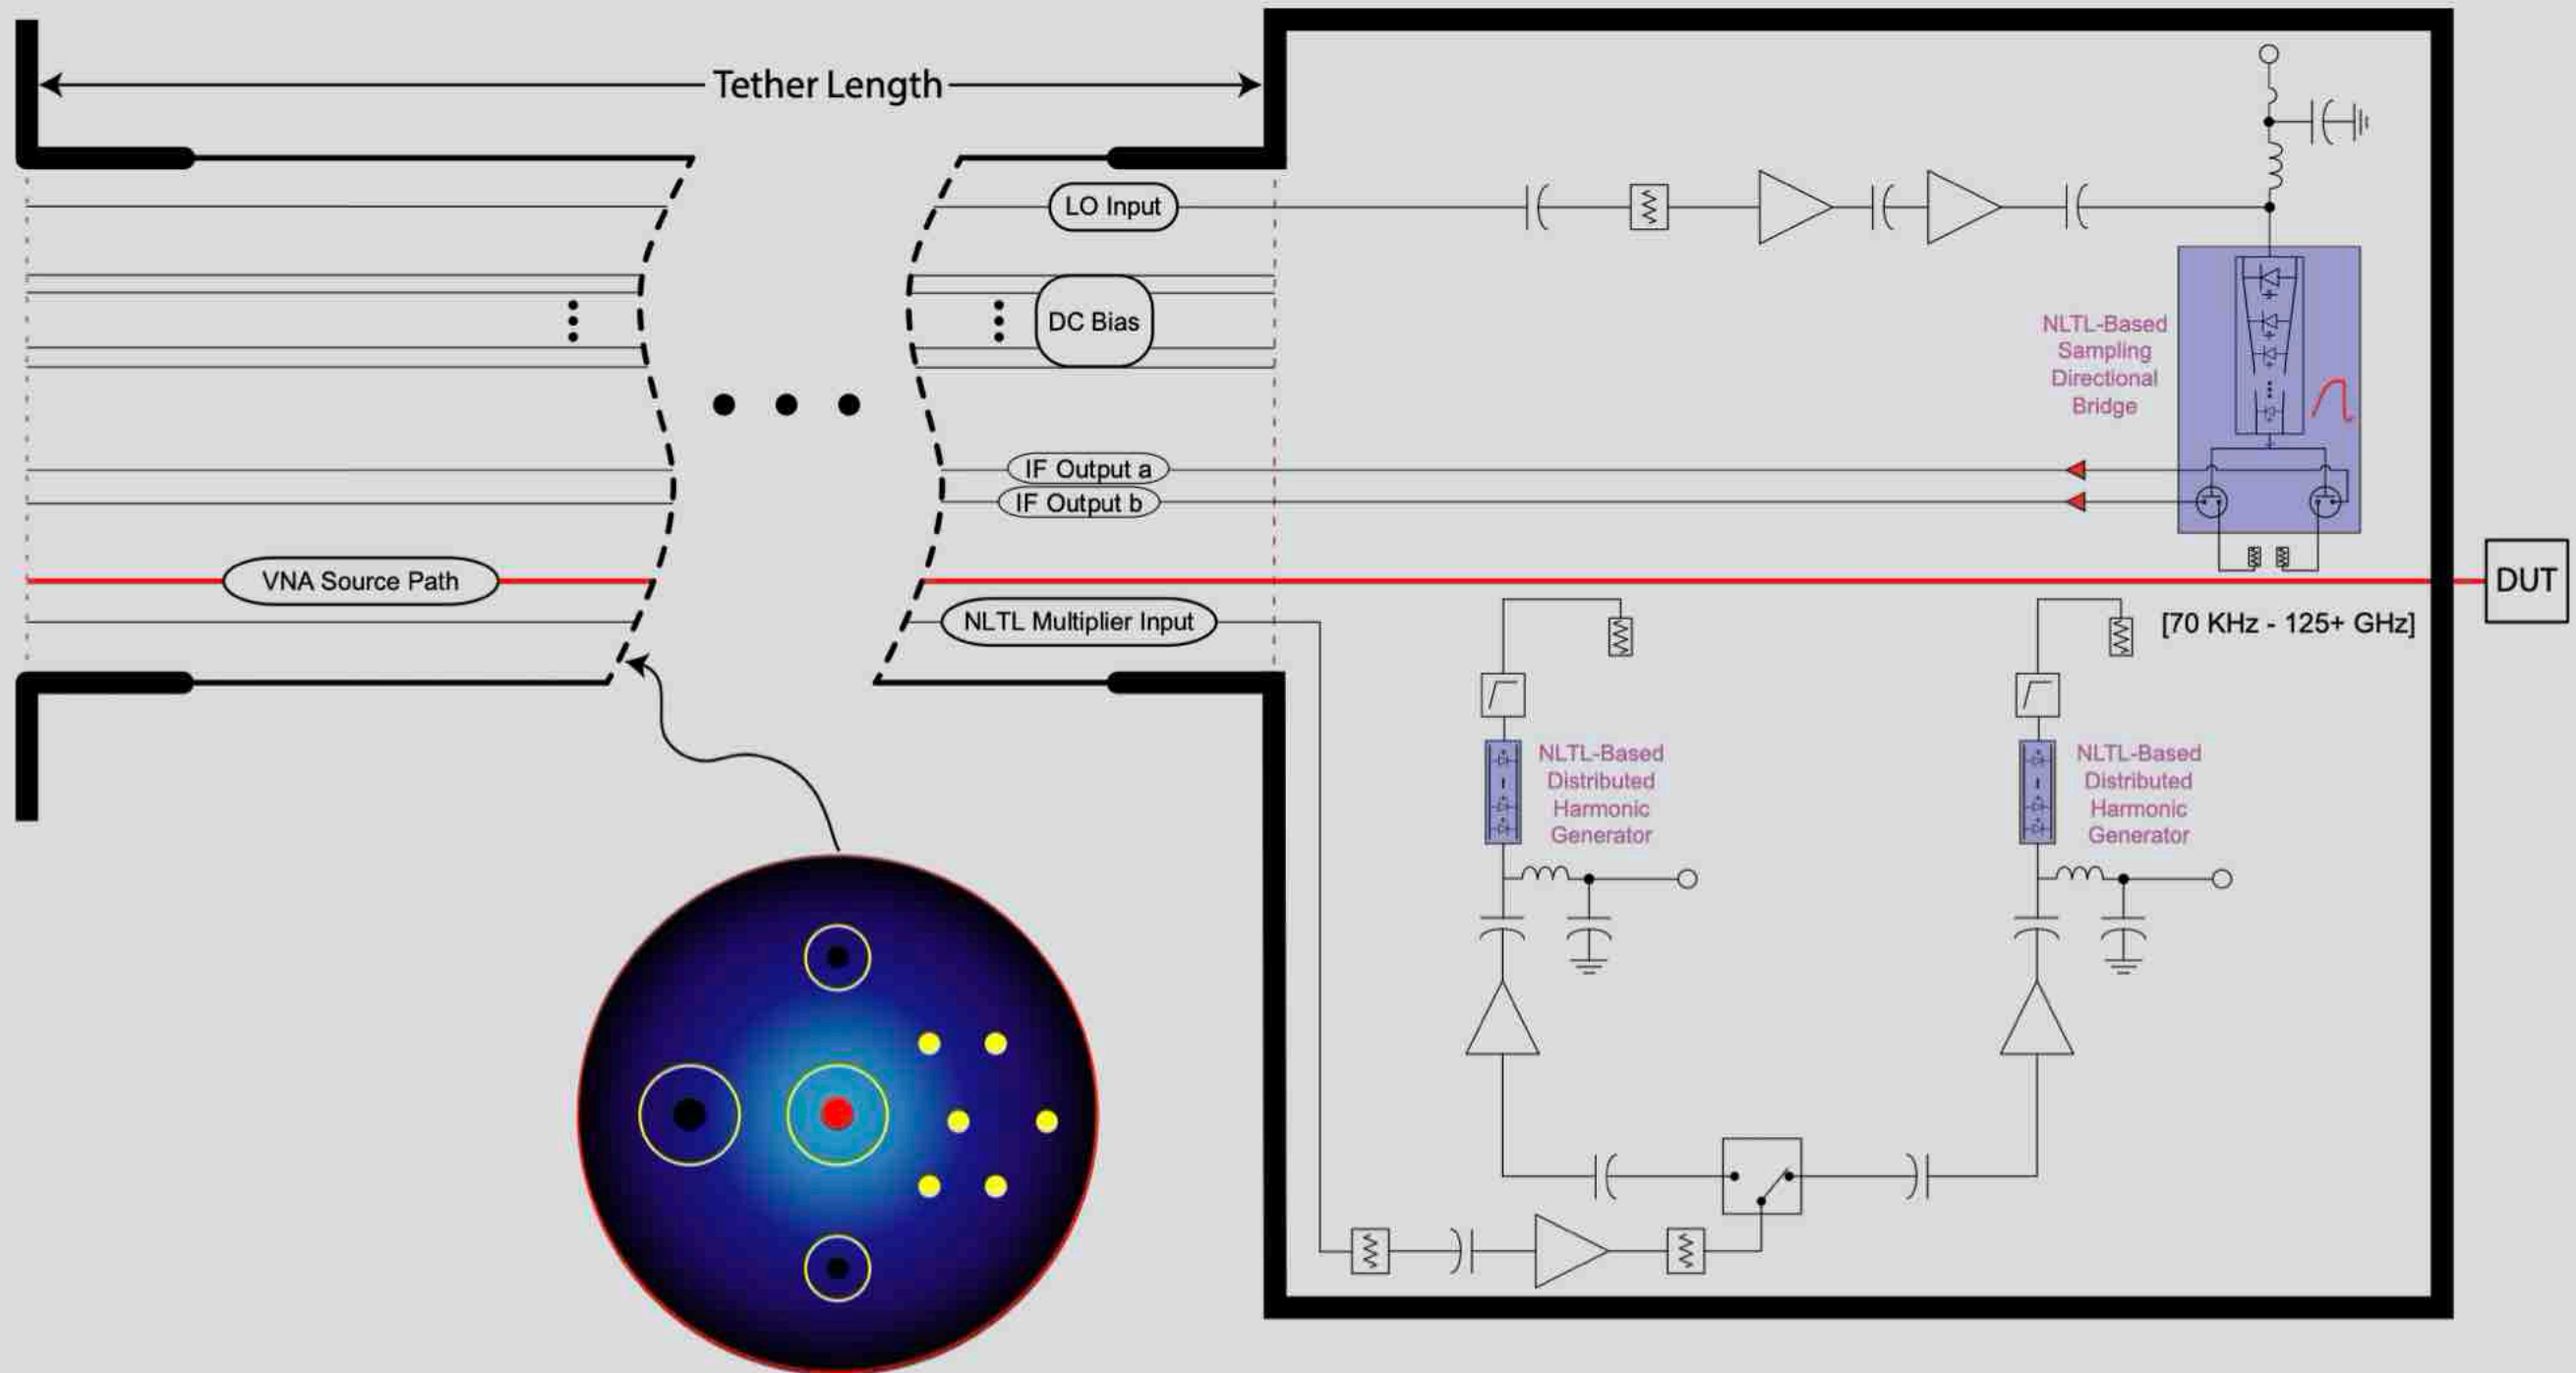 Tether Length
LO Input
DC Bias
NLTL-Based
Sampling
Directional
Bridge
IF Output a
IF Output b
VNA Source Path
DUT
NLTL Multiplier Input
[70 KHz - 125+ GHz]
NLTL-Based
Distributed
Harmonic
Generator
NLTL-Based
Distributed
Harmonic
Generator